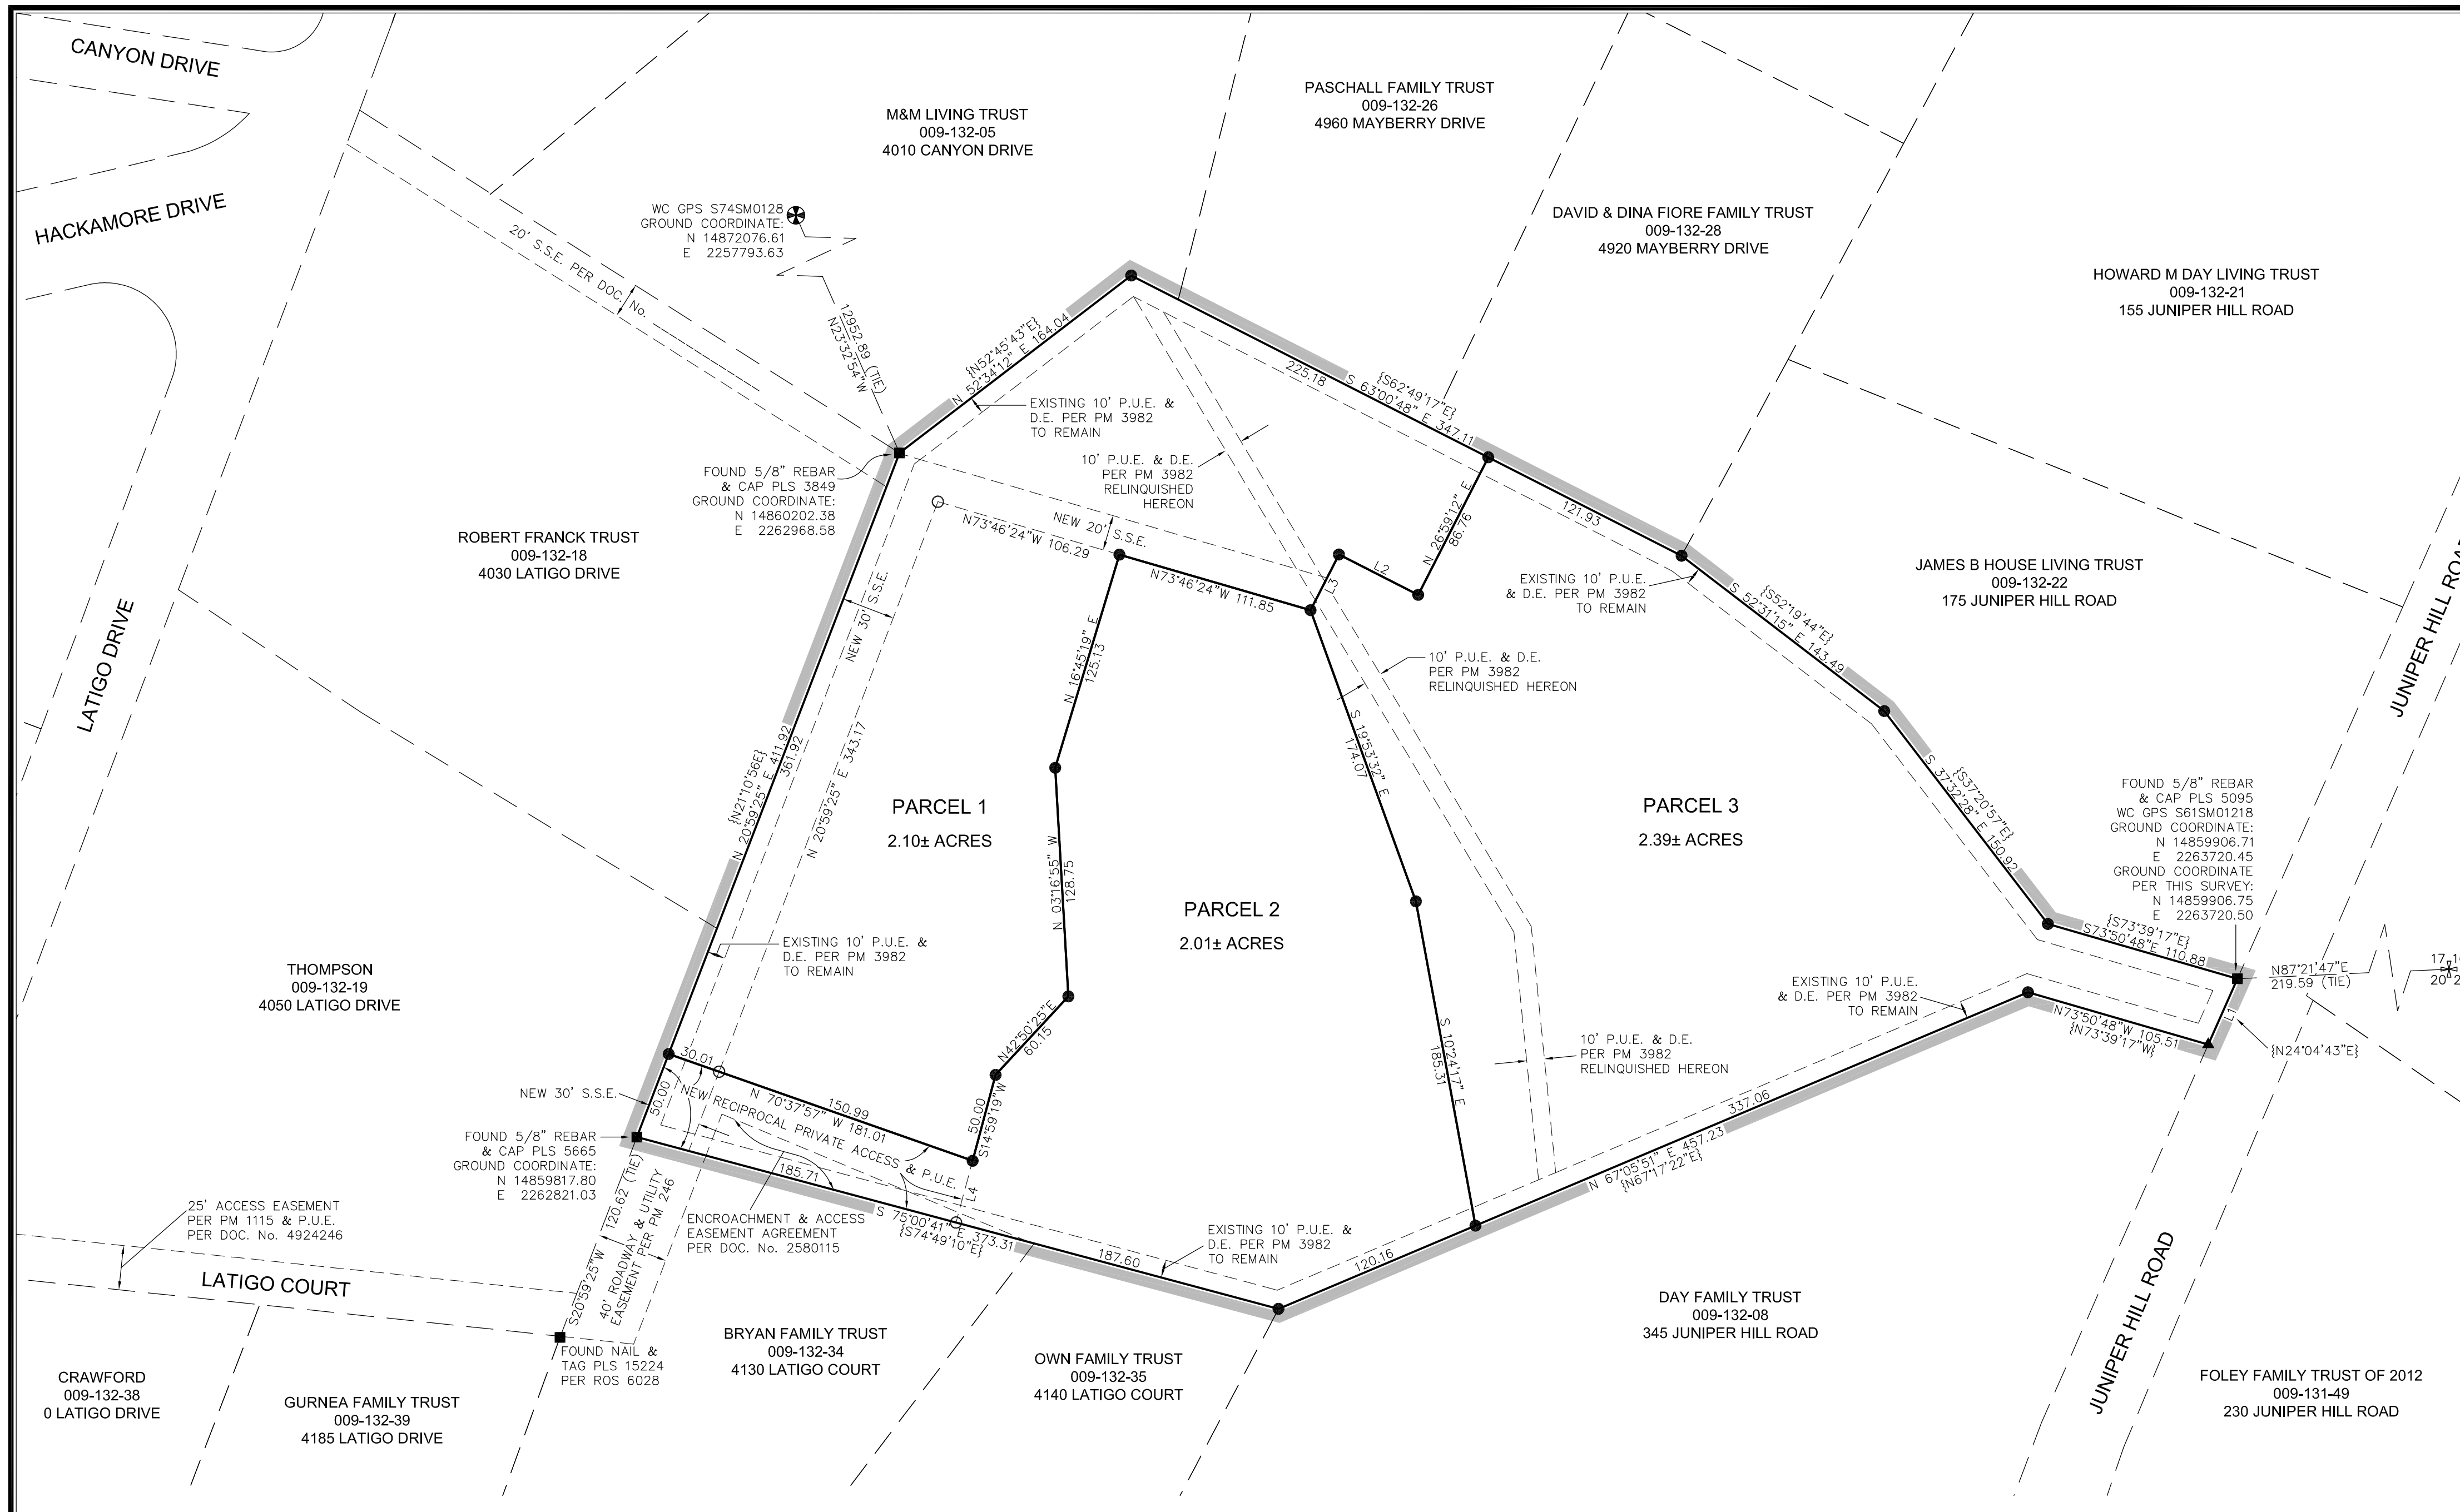 CANYON DRIVE
HACKAMORE DRIVE
LATIGO DRIVE
M&M LIVING TRUST
009-132-05
4010 CANYON DRIVE
PASCHALL FAMILY TRUST
009-132-26
4960 MAYBERRY DRIVE
DAVID & DINA FIORE FAMILY TRUST
009-132-28
4920 MAYBERRY DRIVE
HOWARD M DAY LIVING TRUST
009-132-21
155 JUNIPER HILL ROAD
WC GPS S74SM0128
GROUND COORDINATE:
N 14872076.61
E 2257793.63
20' S.S.E. PER DOC. No.
12952.89 (TIE)
N23°32'54"W
{N52°45'43"E}
N 52°34'12" E 164.04
EXISTING 10' P.U.E. &
D.E. PER PM 3982
TO REMAIN
10' P.U.E. & D.E.
PER PM 3982
RELINQUISHED
HEREON
225.18
{S62°49'17"E}
S 63°00'48" E 347.11
121.93
FOUND 5/8" REBAR
& CAP PLS 3849
GROUND COORDINATE:
N 14860202.38
E 2262968.58
NEW 20' S.S.E.
N73°46'24"W 106.29
N73°46'24"W 111.85
L3
L2
N 26°59'12" E
86.76
EXISTING 10' P.U.E.
& D.E. PER PM 3982
TO REMAIN
{S52°19'44"E}
S 52°31'15" E 143.49
ROBERT FRANCK TRUST
009-132-18
4030 LATIGO DRIVE
JAMES B HOUSE LIVING TRUST
009-132-22
175 JUNIPER HILL ROAD
JUNIPER HILL ROA
NEW 30' S.S.E.
N 16°45'19" E
125.13
10' P.U.E. & D.E.
PER PM 3982
RELINQUISHED HEREON
S 19°53'32" E
174.07
{N21°10'56E}
N 20°59'25" E 411.92
361.92
N 20°59'25" E 343.17
PARCEL 1
2.10± ACRES
PARCEL 2
2.01± ACRES
PARCEL 3
2.39± ACRES
{S37°20'57"E}
S 37°32'28" E 150.92
N 03°16'55" W
128.75
FOUND 5/8" REBAR
& CAP PLS 5095
WC GPS S61SM01218
GROUND COORDINATE:
N 14859906.71
E 2263720.45
GROUND COORDINATE
PER THIS SURVEY:
N 14859906.75
E 2263720.50
{S73°39'17"E}
S73°50'48"E 110.88
N87°21'47"E
219.59 (TIE)
EXISTING 10' P.U.E. &
D.E. PER PM 3982
TO REMAIN
EXISTING 10' P.U.E.
& D.E. PER PM 3982
TO REMAIN
N73°50'48"W 105.51
{N73°39'17"W}
L1
{N24°04'43"E}
THOMPSON
009-132-19
4050 LATIGO DRIVE
N42°50'25"E
60.15
S 10°24'17" E
185.31
10' P.U.E. & D.E.
PER PM 3982
RELINQUISHED HEREON
30.01
NEW 30' S.S.E.
50.00
150.99
N 70°37'57" W 181.01
50.00
S14°59'19"W
NEW RECIPROCAL PRIVATE ACCESS & P.U.E.
337.06
N 67°05'51" E 457.23
{N67°17'22"E}
FOUND 5/8" REBAR
& CAP PLS 5665
GROUND COORDINATE:
N 14859817.80
E 2262821.03
185.71
L4
S 75°00'41" E 373.31
{S74°49'10"E}
187.60
120.16
25' ACCESS EASEMENT
PER PM 1115 & P.U.E.
PER DOC. No. 4924246
S20°59'25"W 120.62 (TIE)
40' ROADWAY & UTILITY
EASEMENT PER PM 246
ENCROACHMENT & ACCESS
EASEMENT AGREEMENT
PER DOC. No. 2580115
EXISTING 10' P.U.E. &
D.E. PER PM 3982
TO REMAIN
LATIGO COURT
FOUND NAIL &
TAG PLS 15224
PER ROS 6028
BRYAN FAMILY TRUST
009-132-34
4130 LATIGO COURT
OWN FAMILY TRUST
009-132-35
4140 LATIGO COURT
DAY FAMILY TRUST
009-132-08
345 JUNIPER HILL ROAD
JUNIPER HILL ROAD
CRAWFORD
009-132-38
0 LATIGO DRIVE
GURNEA FAMILY TRUST
009-132-39
4185 LATIGO DRIVE
FOLEY FAMILY TRUST OF 2012
009-131-49
230 JUNIPER HILL ROAD